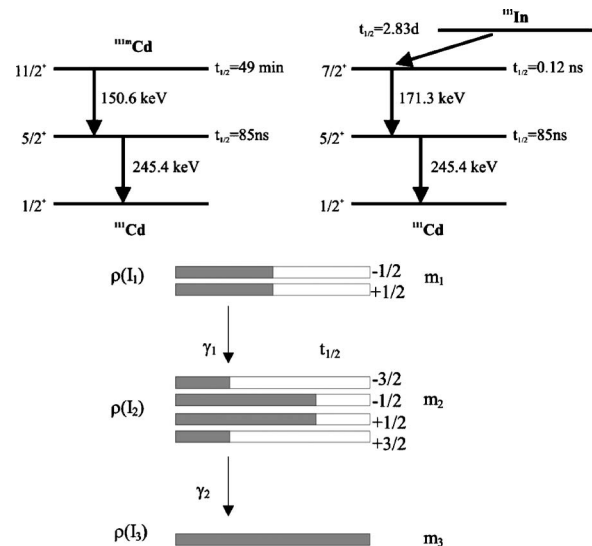 ¹¹¹ᵐCd
11/2⁺ t₁/₂=49 min
150.6 keV
5/2⁺ t₁/₂=85ns
245.4 keV
1/2⁺
¹¹¹Cd
¹¹¹In
t₁/₂=2.83d
7/2⁺ t₁/₂=0.12 ns
171.3 keV
5/2⁺ t₁/₂=85ns
245.4 keV
1/2⁺
¹¹¹Cd
ρ(I₁) -1/2 m₁
+1/2
γ₁ t₁/₂
-3/2
ρ(I₂) -1/2 m₂
+1/2
+3/2
γ₂
ρ(I₃) m₃